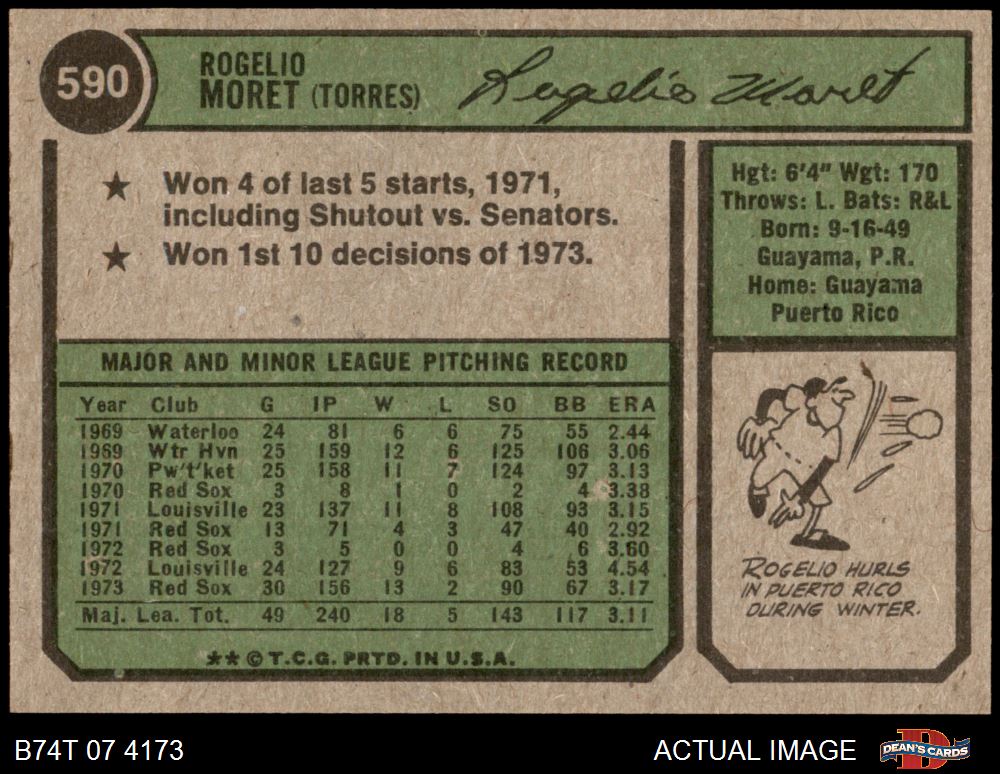 590
ROGELIO
MORET (TORRES)
Rogelio Moret
★ Won 4 of last 5 starts, 1971,
including Shutout vs. Senators.
★ Won 1st 10 decisions of 1973.
Hgt: 6'4" Wgt: 170
Throws: L. Bats: R&L
Born: 9-16-49
Guayama, P.R.
Home: Guayama
Puerto Rico
MAJOR AND MINOR LEAGUE PITCHING RECORD
Year Club G IP W L SO BB ERA
1969 Waterloo 24 81 6 6 75 55 2.44
1969 Wtr Hvn 25 159 12 6 125 106 3.06
1970 Pw't'ket 25 158 11 7 124 97 3.13
1970 Red Sox 3 8 1 0 2 4 3.38
1971 Louisville 23 137 11 8 108 93 3.15
1971 Red Sox 13 71 4 3 47 40 2.92
1972 Red Sox 3 5 0 0 4 6 3.60
1972 Louisville 24 127 9 6 83 53 4.54
1973 Red Sox 30 156 13 2 90 67 3.17
Maj. Lea. Tot. 49 240 18 5 143 117 3.11
★★ © T.C.G. PRTD. IN U.S.A.
ROGELIO HURLS
IN PUERTO RICO
DURING WINTER.
B74T 07 4173
ACTUAL IMAGE
DEAN'S CARDS